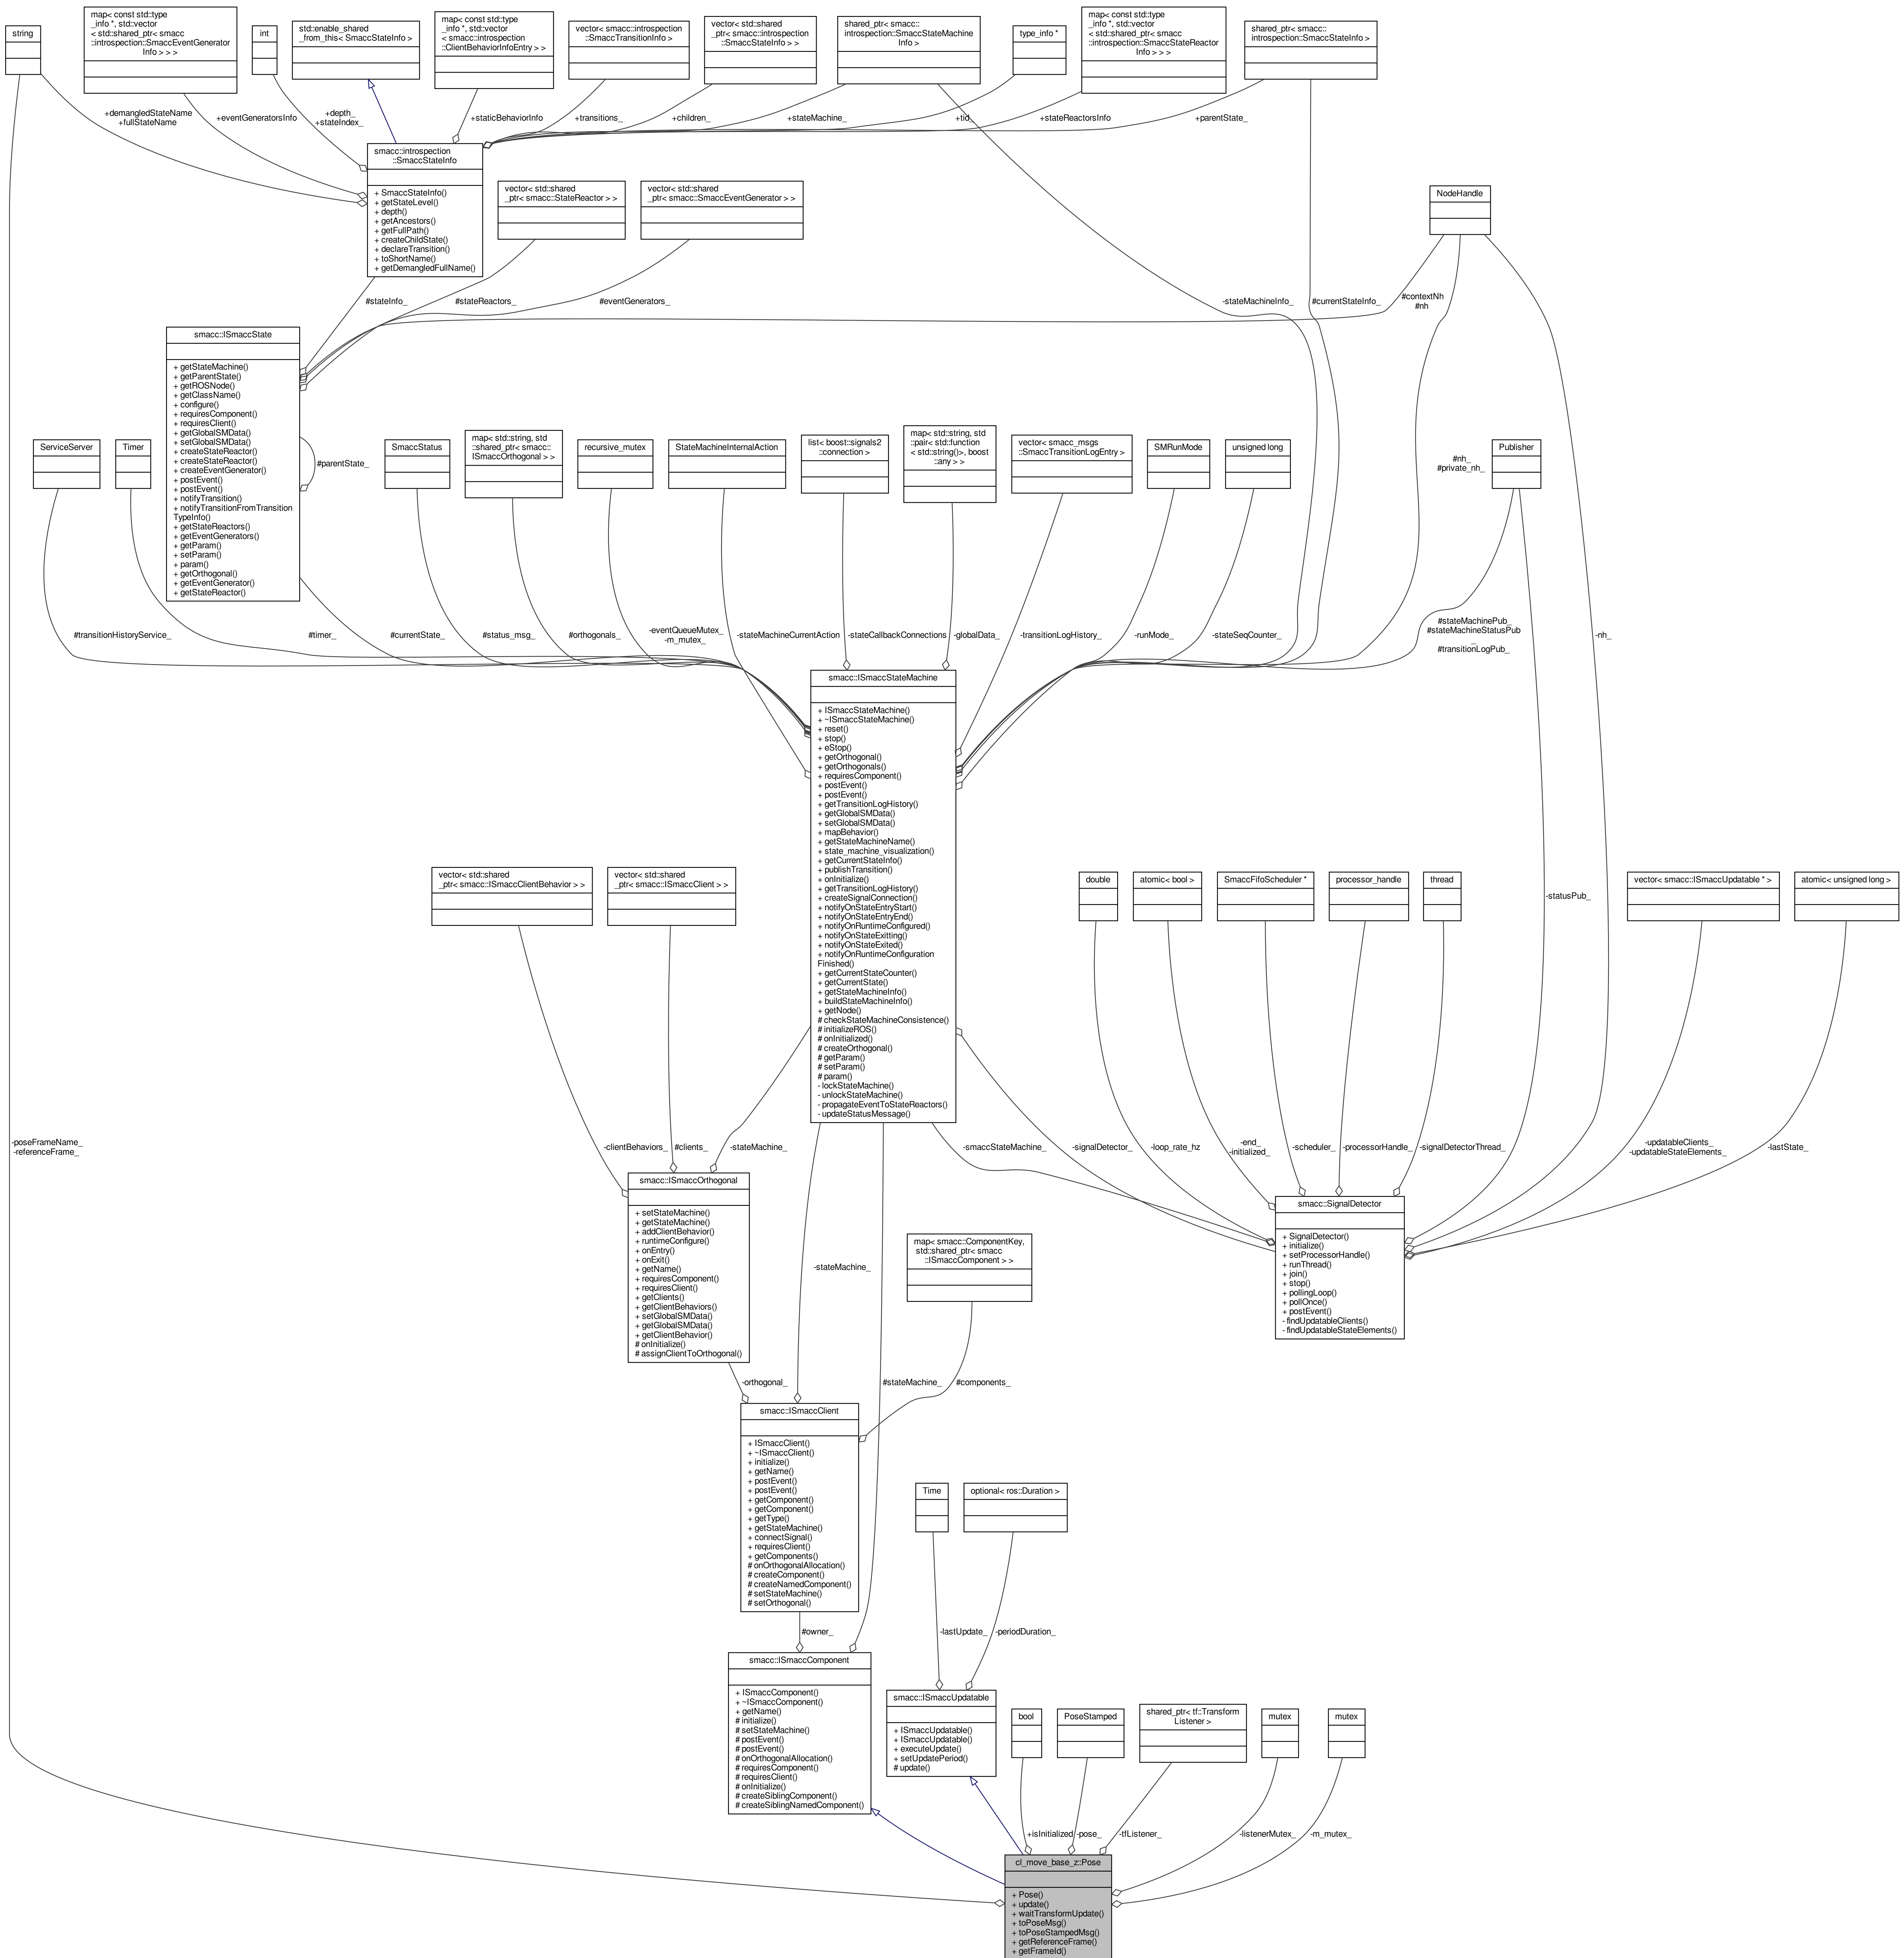 string
map< const std::type
_info *, std::vector
< std::shared_ptr< smacc
::introspection::SmaccEventGenerator
Info > > >
int
std::enable_shared
_from_this< SmaccStateInfo >
map< const std::type
_info *, std::vector
< smacc::introspection
::ClientBehaviorInfoEntry > >
vector< smacc::introspection
::SmaccTransitionInfo >
vector< std::shared
_ptr< smacc::introspection
::SmaccStateInfo > >
shared_ptr< smacc::
introspection::SmaccStateMachine
Info >
type_info *
map< const std::type
_info *, std::vector
< std::shared_ptr< smacc
::introspection::SmaccStateReactor
Info > > >
shared_ptr< smacc::
introspection::SmaccStateInfo >
+demangledStateName
+fullStateName
+eventGeneratorsInfo
+depth_
+stateIndex_
+staticBehaviorInfo
+transitions_
+children_
+stateMachine_
+tid_
+stateReactorsInfo
+parentState_
smacc::introspection
::SmaccStateInfo
+ SmaccStateInfo()
+ getStateLevel()
+ depth()
+ getAncestors()
+ getFullPath()
+ createChildState()
+ declareTransition()
+ toShortName()
+ getDemangledFullName()
vector< std::shared
_ptr< smacc::StateReactor > >
vector< std::shared
_ptr< smacc::SmaccEventGenerator > >
NodeHandle
#stateInfo_
#stateReactors_
#eventGenerators_
-stateMachineInfo_
#currentStateInfo_
#contextNh
#nh
smacc::ISmaccState
+ getStateMachine()
+ getParentState()
+ getROSNode()
+ getClassName()
+ configure()
+ requiresComponent()
+ requiresClient()
+ getGlobalSMData()
+ setGlobalSMData()
+ createStateReactor()
+ createStateReactor()
+ createEventGenerator()
+ postEvent()
+ postEvent()
+ notifyTransition()
+ notifyTransitionFromTransition
TypeInfo()
+ getStateReactors()
+ getEventGenerators()
+ getParam()
+ setParam()
+ param()
+ getOrthogonal()
+ getEventGenerator()
+ getStateReactor()
#parentState_
ServiceServer
Timer
SmaccStatus
map< std::string, std
::shared_ptr< smacc::
ISmaccOrthogonal > >
recursive_mutex
StateMachineInternalAction
list< boost::signals2
::connection >
map< std::string, std
::pair< std::function
< std::string()>, boost
::any > >
vector< smacc_msgs
::SmaccTransitionLogEntry >
SMRunMode
unsigned long
Publisher
#nh_
#private_nh_
#transitionHistoryService_
#timer_
#currentState_
#status_msg_
#orthogonals_
-eventQueueMutex_
-m_mutex_
-stateMachineCurrentAction
-stateCallbackConnections
-globalData_
-transitionLogHistory_
-runMode_
-stateSeqCounter_
#stateMachinePub_
#stateMachineStatusPub
_
#transitionLogPub_
-nh_
smacc::ISmaccStateMachine
+ ISmaccStateMachine()
+ ~ISmaccStateMachine()
+ reset()
+ stop()
+ eStop()
+ getOrthogonal()
+ getOrthogonals()
+ requiresComponent()
+ postEvent()
+ postEvent()
+ getTransitionLogHistory()
+ getGlobalSMData()
+ setGlobalSMData()
+ mapBehavior()
+ getStateMachineName()
+ state_machine_visualization()
+ getCurrentStateInfo()
+ publishTransition()
+ onInitialize()
+ getTransitionLogHistory()
+ createSignalConnection()
+ notifyOnStateEntryStart()
+ notifyOnStateEntryEnd()
+ notifyOnRuntimeConfigured()
+ notifyOnStateExitting()
+ notifyOnStateExited()
+ notifyOnRuntimeConfiguration
Finished()
+ getCurrentStateCounter()
+ getCurrentState()
+ getStateMachineInfo()
+ buildStateMachineInfo()
+ getNode()
# checkStateMachineConsistence()
# initializeROS()
# onInitialized()
# createOrthogonal()
# getParam()
# setParam()
# param()
- lockStateMachine()
- unlockStateMachine()
- propagateEventToStateReactors()
- updateStatusMessage()
vector< std::shared
_ptr< smacc::ISmaccClientBehavior > >
vector< std::shared
_ptr< smacc::ISmaccClient > >
double
atomic< bool >
SmaccFifoScheduler *
processor_handle
thread
-statusPub_
vector< smacc::ISmaccUpdatable * >
atomic< unsigned long >
-poseFrameName_
-referenceFrame_
-clientBehaviors_
#clients_
-stateMachine_
-smaccStateMachine_
-signalDetector_
-loop_rate_hz
-end_
-initialized_
-scheduler_
-processorHandle_
-signalDetectorThread_
-updatableClients_
-updatableStateElements_
-lastState_
smacc::ISmaccOrthogonal
+ setStateMachine()
+ getStateMachine()
+ addClientBehavior()
+ runtimeConfigure()
+ onEntry()
+ onExit()
+ getName()
+ requiresComponent()
+ requiresClient()
+ getClients()
+ getClientBehaviors()
+ setGlobalSMData()
+ getGlobalSMData()
+ getClientBehavior()
# onInitialize()
# assignClientToOrthogonal()
smacc::SignalDetector
+ SignalDetector()
+ initialize()
+ setProcessorHandle()
+ runThread()
+ join()
+ stop()
+ pollingLoop()
+ pollOnce()
+ postEvent()
- findUpdatableClients()
- findUpdatableStateElements()
-stateMachine_
map< smacc::ComponentKey,
std::shared_ptr< smacc
::ISmaccComponent > >
-orthogonal_
#stateMachine_
#components_
smacc::ISmaccClient
+ ISmaccClient()
+ ~ISmaccClient()
+ initialize()
+ getName()
+ postEvent()
+ postEvent()
+ getComponent()
+ getComponent()
+ getType()
+ getStateMachine()
+ connectSignal()
+ requiresClient()
+ getComponents()
# onOrthogonalAllocation()
# createComponent()
# createNamedComponent()
# setStateMachine()
# setOrthogonal()
Time
optional< ros::Duration >
#owner_
-lastUpdate_
-periodDuration_
smacc::ISmaccComponent
+ ISmaccComponent()
+ ~ISmaccComponent()
+ getName()
# initialize()
# setStateMachine()
# postEvent()
# postEvent()
# onOrthogonalAllocation()
# requiresComponent()
# requiresClient()
# onInitialize()
# createSiblingComponent()
# createSiblingNamedComponent()
smacc::ISmaccUpdatable
+ ISmaccUpdatable()
+ ISmaccUpdatable()
+ executeUpdate()
+ setUpdatePeriod()
# update()
bool
PoseStamped
shared_ptr< tf::Transform
Listener >
mutex
mutex
+isInitialized
-pose_
-tfListener_
-listenerMutex_
-m_mutex_
cl_move_base_z::Pose
+ Pose()
+ update()
+ waitTransformUpdate()
+ toPoseMsg()
+ toPoseStampedMsg()
+ getReferenceFrame()
+ getFrameId()